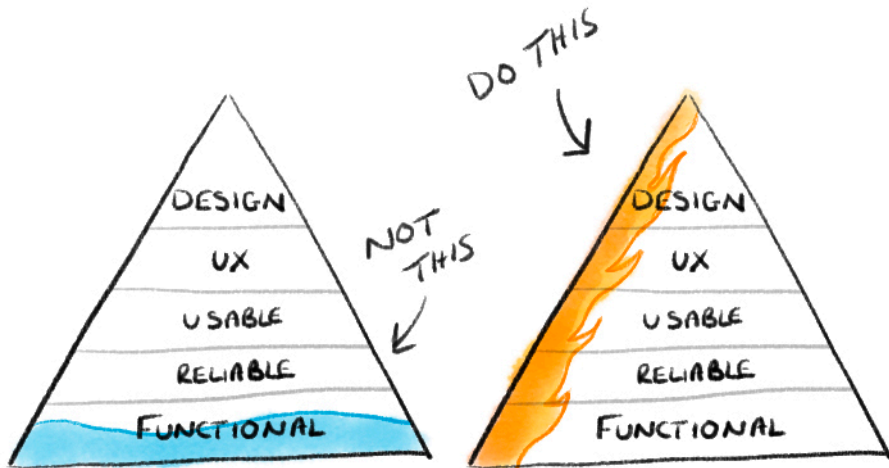 DESIGN
UX
USABLE
RELIABLE
FUNCTIONAL
NOT
THIS
DO THIS
DESIGN
UX
USABLE
RELIABLE
FUNCTIONAL